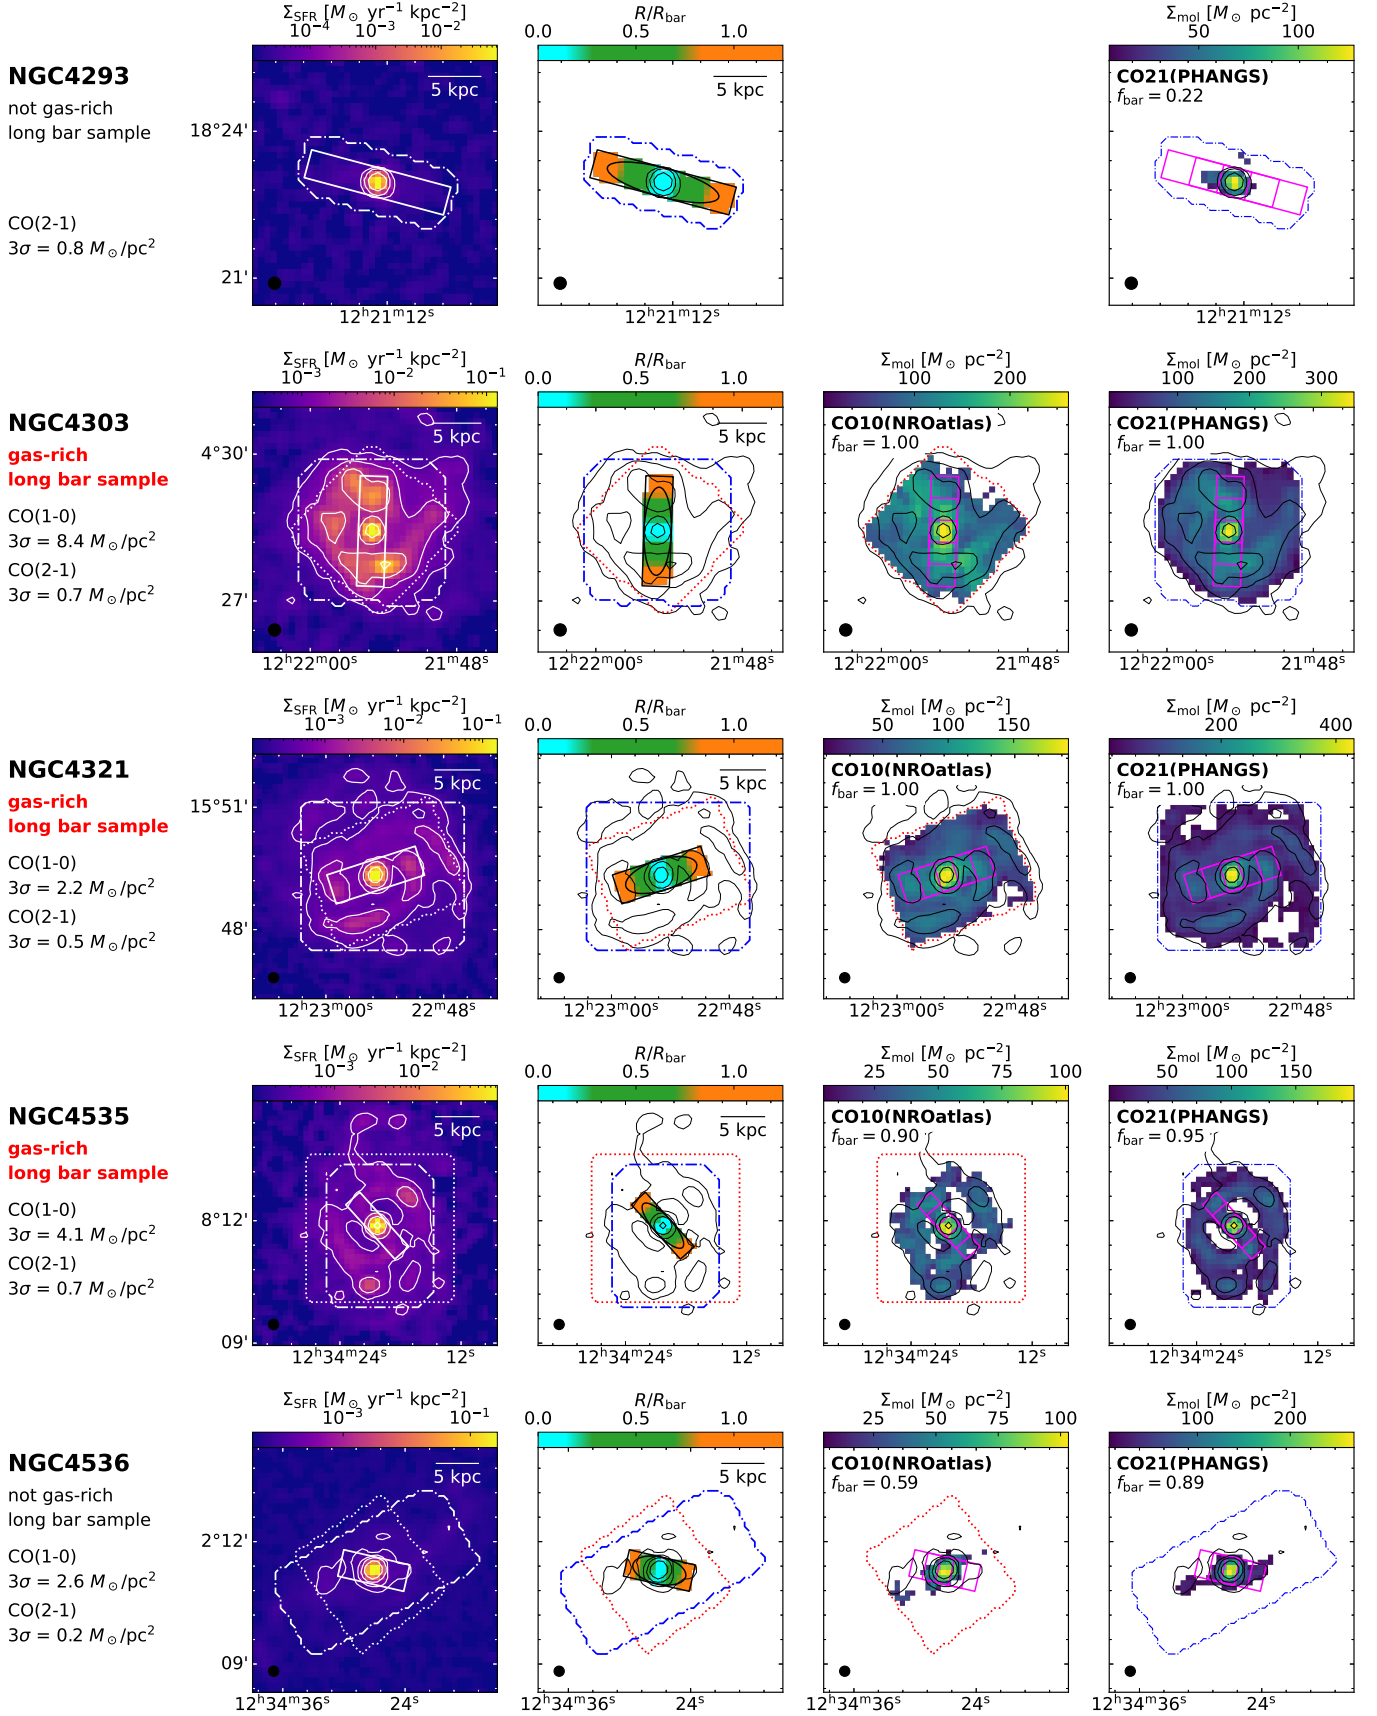 Σ_SFR [M⊙ yr⁻¹ kpc⁻²]
R/R_bar
Σ_mol [M⊙ pc⁻²]
10⁻⁴ 10⁻³ 10⁻²
0.0 0.5 1.0
50 100
NGC4293
not gas-rich
long bar sample
CO(2-1)
3σ = 0.8 M⊙/pc²
5 kpc
5 kpc
CO21(PHANGS)
f_bar = 0.22
18°24'
21'
12ʰ21ᵐ12ˢ
12ʰ21ᵐ12ˢ
12ʰ21ᵐ12ˢ
Σ_SFR [M⊙ yr⁻¹ kpc⁻²]
R/R_bar
Σ_mol [M⊙ pc⁻²]
Σ_mol [M⊙ pc⁻²]
10⁻³ 10⁻² 10⁻¹
0.0 0.5 1.0
100 200
100 200 300
NGC4303
gas-rich
long bar sample
CO(1-0)
3σ = 8.4 M⊙/pc²
CO(2-1)
3σ = 0.7 M⊙/pc²
5 kpc
5 kpc
CO10(NROatlas)
f_bar = 1.00
CO21(PHANGS)
f_bar = 1.00
4°30'
27'
12ʰ22ᵐ00ˢ 21ᵐ48ˢ
12ʰ22ᵐ00ˢ 21ᵐ48ˢ
12ʰ22ᵐ00ˢ 21ᵐ48ˢ
12ʰ22ᵐ00ˢ 21ᵐ48ˢ
Σ_SFR [M⊙ yr⁻¹ kpc⁻²]
R/R_bar
Σ_mol [M⊙ pc⁻²]
Σ_mol [M⊙ pc⁻²]
10⁻³ 10⁻² 10⁻¹
0.0 0.5 1.0
50 100 150
200 400
NGC4321
gas-rich
long bar sample
CO(1-0)
3σ = 2.2 M⊙/pc²
CO(2-1)
3σ = 0.5 M⊙/pc²
5 kpc
5 kpc
CO10(NROatlas)
f_bar = 1.00
CO21(PHANGS)
f_bar = 1.00
15°51'
48'
12ʰ23ᵐ00ˢ 22ᵐ48ˢ
12ʰ23ᵐ00ˢ 22ᵐ48ˢ
12ʰ23ᵐ00ˢ 22ᵐ48ˢ
12ʰ23ᵐ00ˢ 22ᵐ48ˢ
Σ_SFR [M⊙ yr⁻¹ kpc⁻²]
R/R_bar
Σ_mol [M⊙ pc⁻²]
Σ_mol [M⊙ pc⁻²]
10⁻³ 10⁻²
0.0 0.5 1.0
25 50 75 100
50 100 150
NGC4535
gas-rich
long bar sample
CO(1-0)
3σ = 4.1 M⊙/pc²
CO(2-1)
3σ = 0.7 M⊙/pc²
5 kpc
5 kpc
CO10(NROatlas)
f_bar = 0.90
CO21(PHANGS)
f_bar = 0.95
8°12'
09'
12ʰ34ᵐ24ˢ 12ˢ
12ʰ34ᵐ24ˢ 12ˢ
12ʰ34ᵐ24ˢ 12ˢ
12ʰ34ᵐ24ˢ 12ˢ
Σ_SFR [M⊙ yr⁻¹ kpc⁻²]
R/R_bar
Σ_mol [M⊙ pc⁻²]
Σ_mol [M⊙ pc⁻²]
10⁻³ 10⁻¹
0.0 0.5 1.0
25 50 75 100
100 200
NGC4536
not gas-rich
long bar sample
CO(1-0)
3σ = 2.6 M⊙/pc²
CO(2-1)
3σ = 0.2 M⊙/pc²
5 kpc
5 kpc
CO10(NROatlas)
f_bar = 0.59
CO21(PHANGS)
f_bar = 0.89
2°12'
09'
12ʰ34ᵐ36ˢ 24ˢ
12ʰ34ᵐ36ˢ 24ˢ
12ʰ34ᵐ36ˢ 24ˢ
12ʰ34ᵐ36ˢ 24ˢ